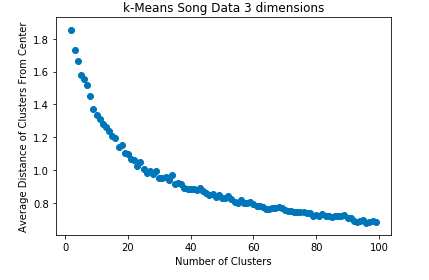 k-Means Song Data 3 dimensions
Average Distance of Clusters From Center
1.8
1.6
1.4
1.2
1.0
0.8
0 20 40 60 80 100
Number of Clusters